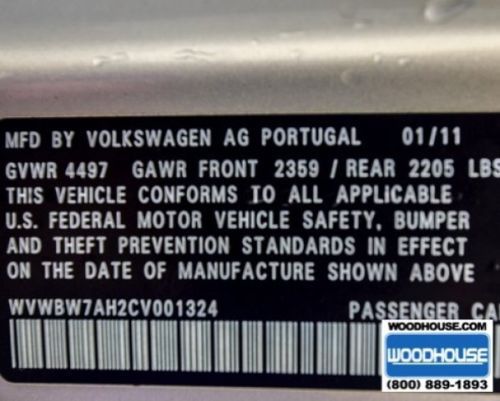 MFD BY VOLKSWAGEN AG PORTUGAL 01/11
GVWR 4497 GAWR FRONT 2359 / REAR 2205 LBS
THIS VEHICLE CONFORMS TO ALL APPLICABLE
U.S. FEDERAL MOTOR VEHICLE SAFETY, BUMPER
AND THEFT PREVENTION STANDARDS IN EFFECT
ON THE DATE OF MANUFACTURE SHOWN ABOVE
WVWBW7AH2CV001324 PASSENGER CA
WOODHOUSE.COM
WOODHOUSE
(800) 889-1893